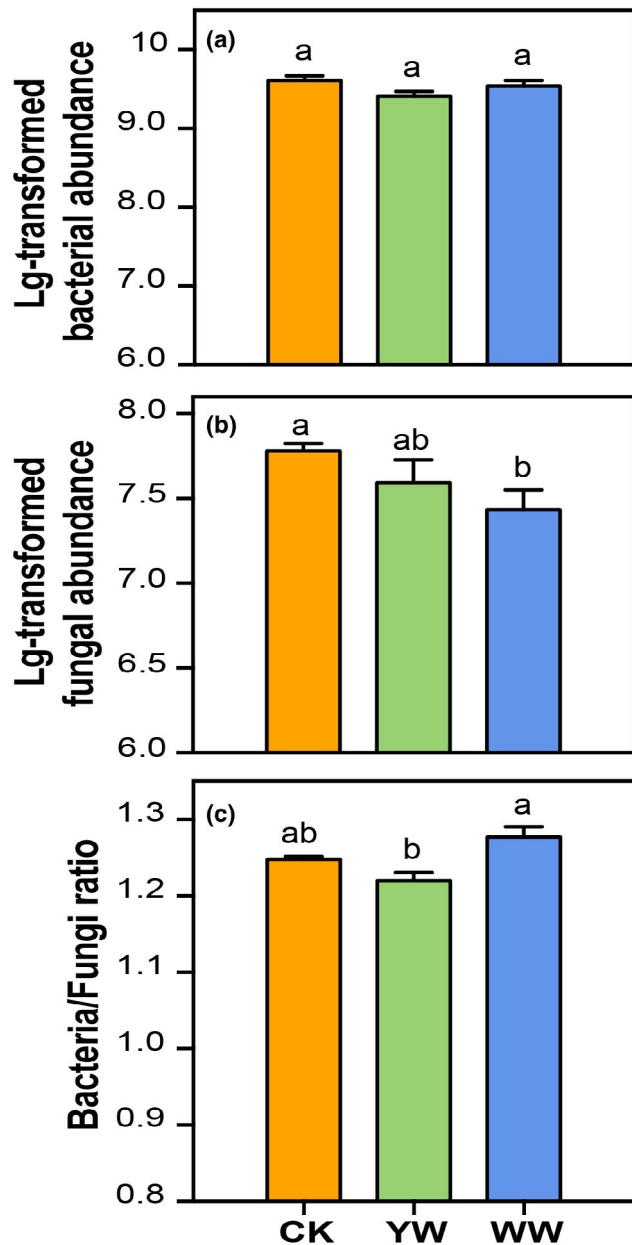 Lg-transformed
bacterial abundance
(a)
10
9.0
8.0
7.0
6.0
a
a
a
Lg-transformed
fungal abundance
(b)
8.0
7.5
7.0
6.5
6.0
a
ab
b
Bacteria/Fungi ratio
(c)
1.3
1.2
1.1
1.0
0.9
0.8
ab
b
a
CK YW WW